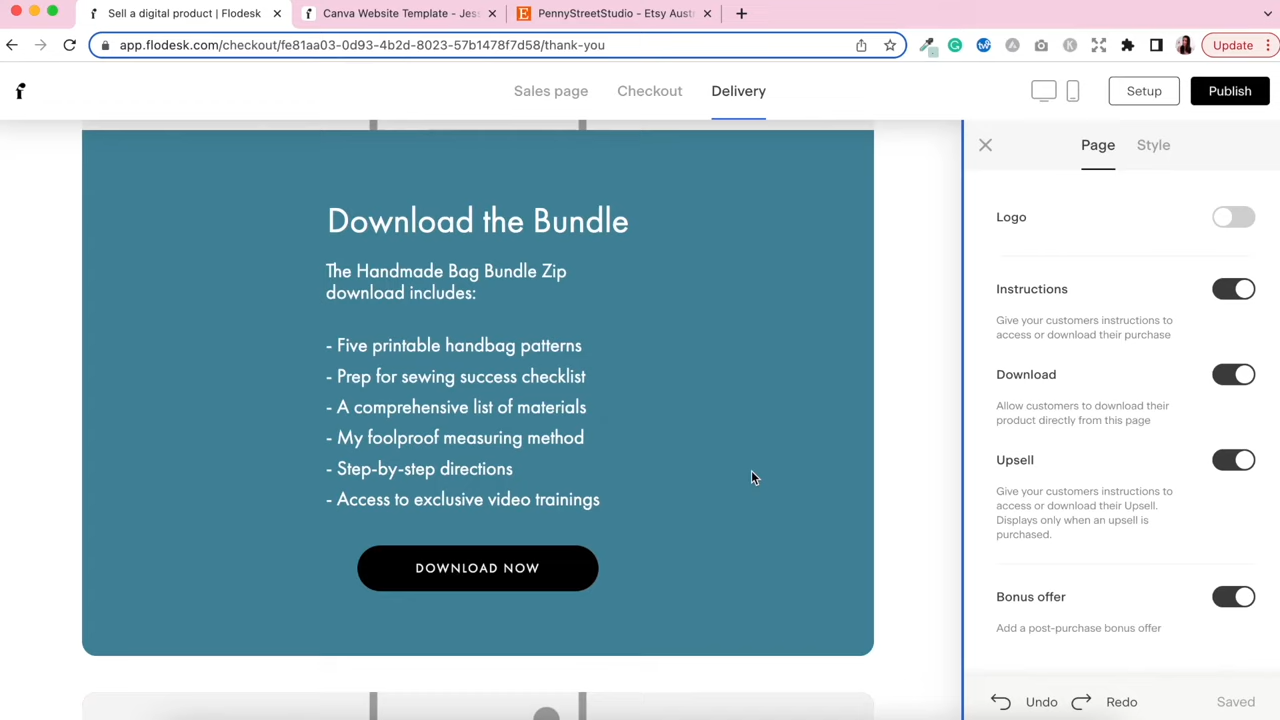 Sell a digital product | Flodesk
Canva Website Template - Jes
PennyStreetStudio - Etsy Aust
app.flodesk.com/checkout/fe81aa03-0d93-4b2d-8023-57b1478f7d58/thank-you
Update
Sales page
Checkout
Delivery
Setup
Publish
Download the Bundle
The Handmade Bag Bundle Zip
download includes:
- Five printable handbag patterns
- Prep for sewing success checklist
- A comprehensive list of materials
- My foolproof measuring method
- Step-by-step directions
- Access to exclusive video trainings
DOWNLOAD NOW
Page
Style
Logo
Instructions
Give your customers instructions to
access or download their purchase
Download
Allow customers to download their
product directly from this page
Upsell
Give your customers instructions to
access or download their Upsell.
Displays only when an upsell is
purchased.
Bonus offer
Add a post-purchase bonus offer
Undo
Redo
Saved